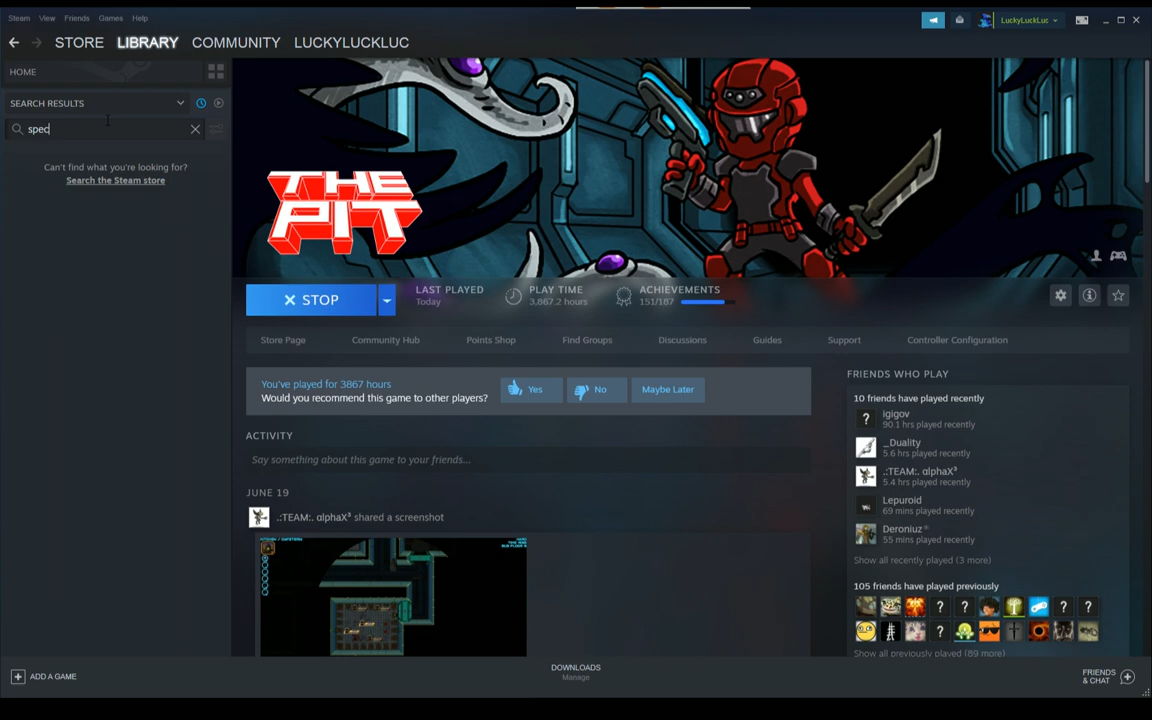 Steam View Friends Games Help
LuckyLuckLuc
STORE LIBRARY COMMUNITY LUCKYLUCKLUC
HOME
SEARCH RESULTS
spec
Can't find what you're looking for?
Search the Steam store
THE
PIT
STOP
LAST PLAYED
Today
PLAY TIME
3,867.2 hours
ACHIEVEMENTS
151/187
Store Page Community Hub Points Shop Find Groups Discussions Guides Support Controller Configuration
You've played for 3867 hours
Would you recommend this game to other players?
Yes No Maybe Later
ACTIVITY
Say something about this game to your friends...
JUNE 19
.:TEAM:. αlphaX³ shared a screenshot
FRIENDS WHO PLAY
10 friends have played recently
igigov
90.1 hrs played recently
_Duality
5.6 hrs played recently
.:TEAM:. αlphaX³
5.4 hrs played recently
Lepuroid
69 mins played recently
Deroniuz
55 mins played recently
Show all recently played (3 more)
105 friends have played previously
Show all previously played (89 more)
ADD A GAME
DOWNLOADS
Manage
FRIENDS
& CHAT